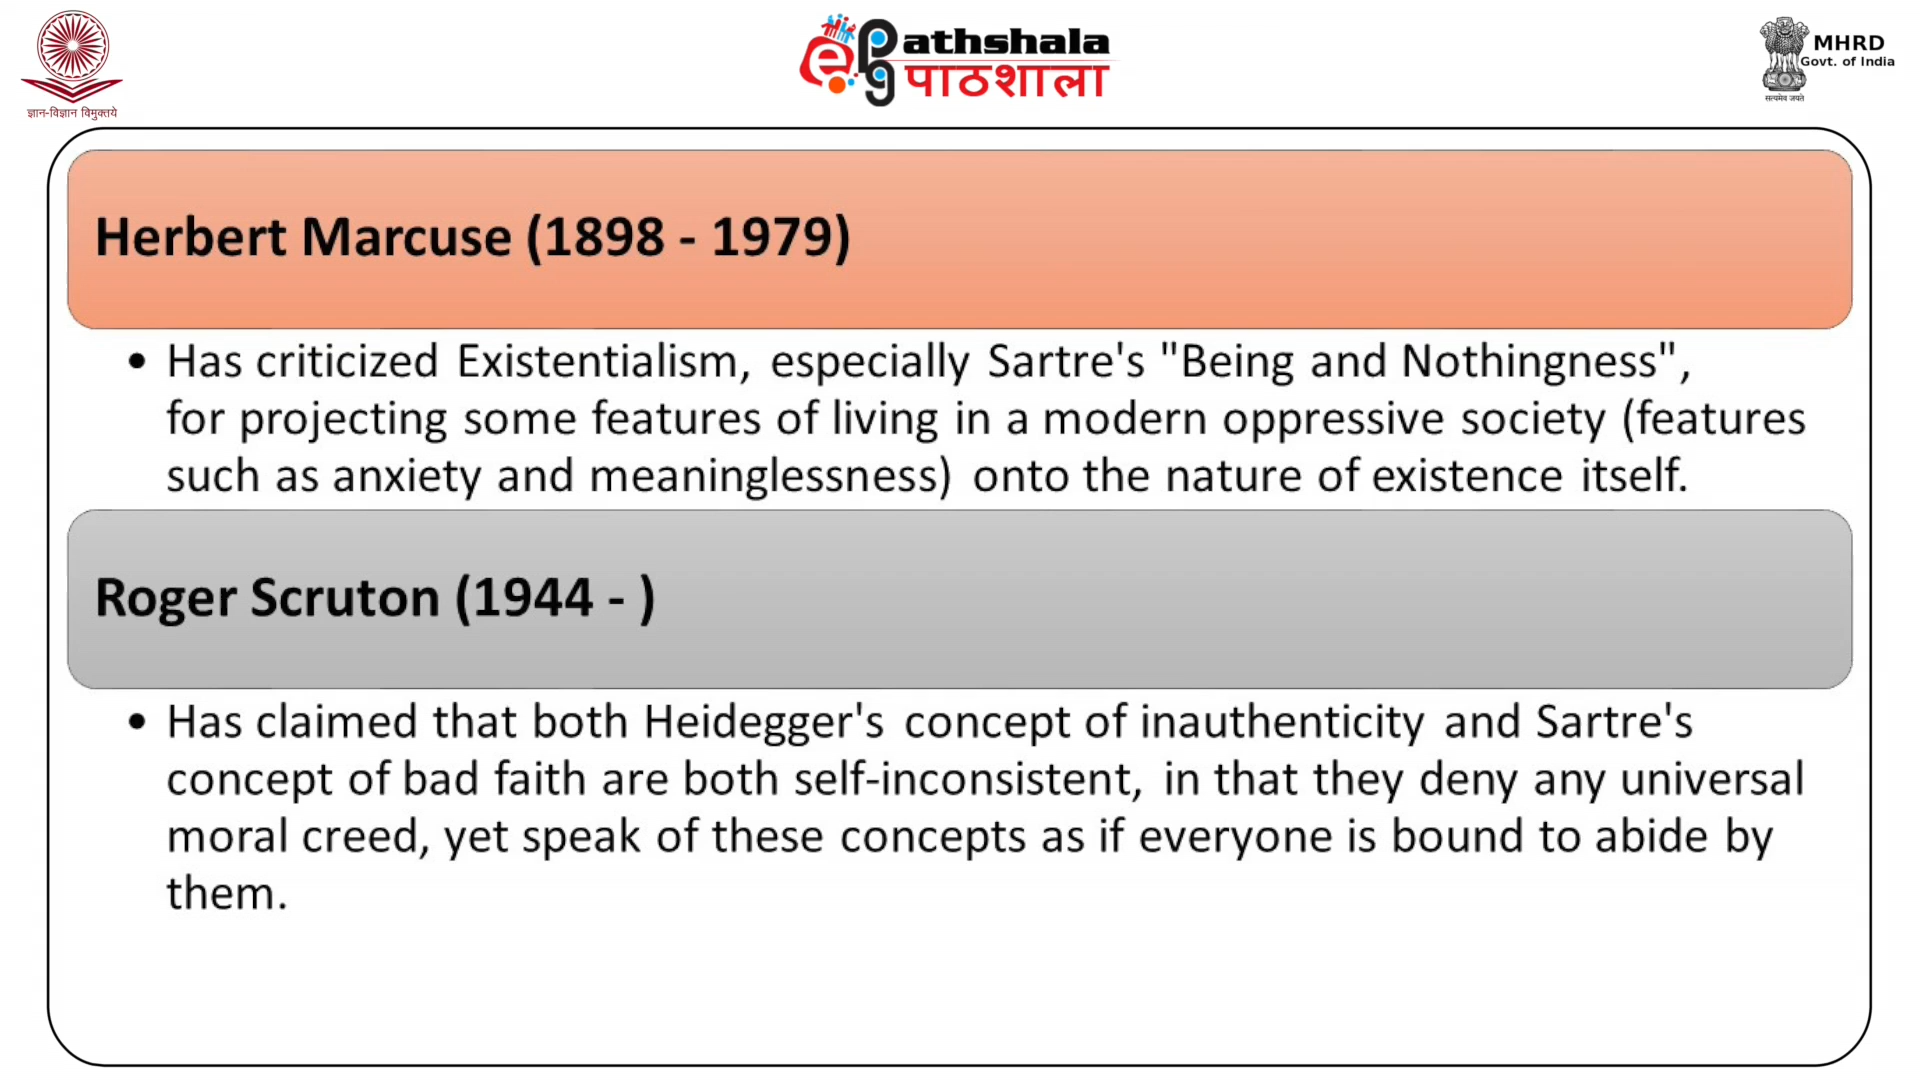 ज्ञान-विज्ञान विमुक्तये
e
pg
athshala
पाठशाला
MHRD
Govt. of India
सत्यमेव जयते
Herbert Marcuse (1898 - 1979)
• Has criticized Existentialism, especially Sartre's "Being and Nothingness",
for projecting some features of living in a modern oppressive society (features
such as anxiety and meaninglessness) onto the nature of existence itself.
Roger Scruton (1944 - )
• Has claimed that both Heidegger's concept of inauthenticity and Sartre's
concept of bad faith are both self-inconsistent, in that they deny any universal
moral creed, yet speak of these concepts as if everyone is bound to abide by
them.